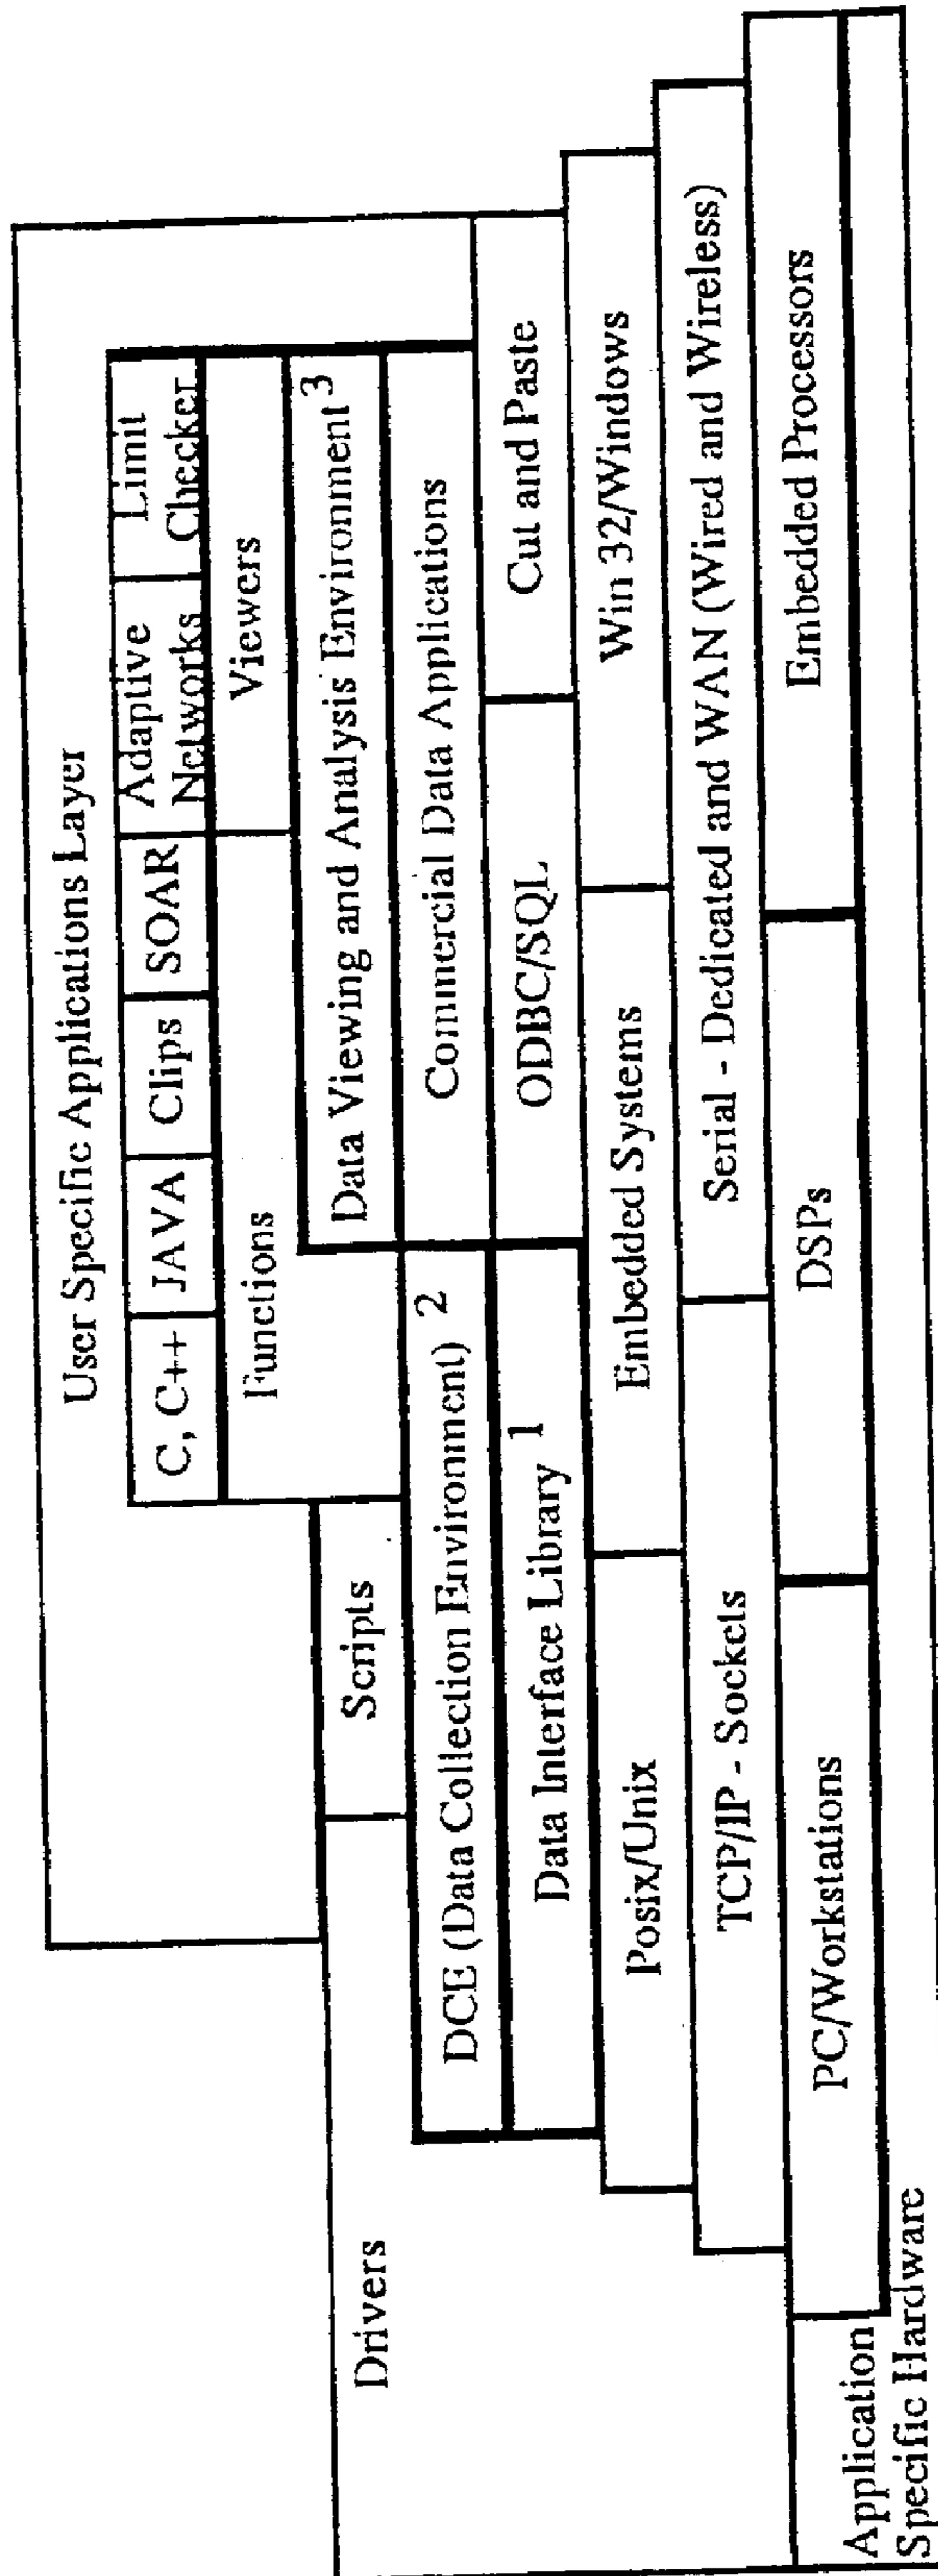 User Specific Applications Layer
C, C++
JAVA
Clips
SOAR
Adaptive
Networks
Limit
Checker
Functions
Viewers
Scripts
Data Viewing and Analysis Environment 3
Drivers
DCE (Data Collection Environment) 2
Commercial Data Applications
Data Interface Library 1
ODBC/SQL
Cut and Paste
Posix/Unix
Embedded Systems
Win 32/Windows
TCP/IP - Sockets
Serial - Dedicated and WAN (Wired and Wireless)
PC/Workstations
DSPs
Embedded Processors
Application
Specific Hardware